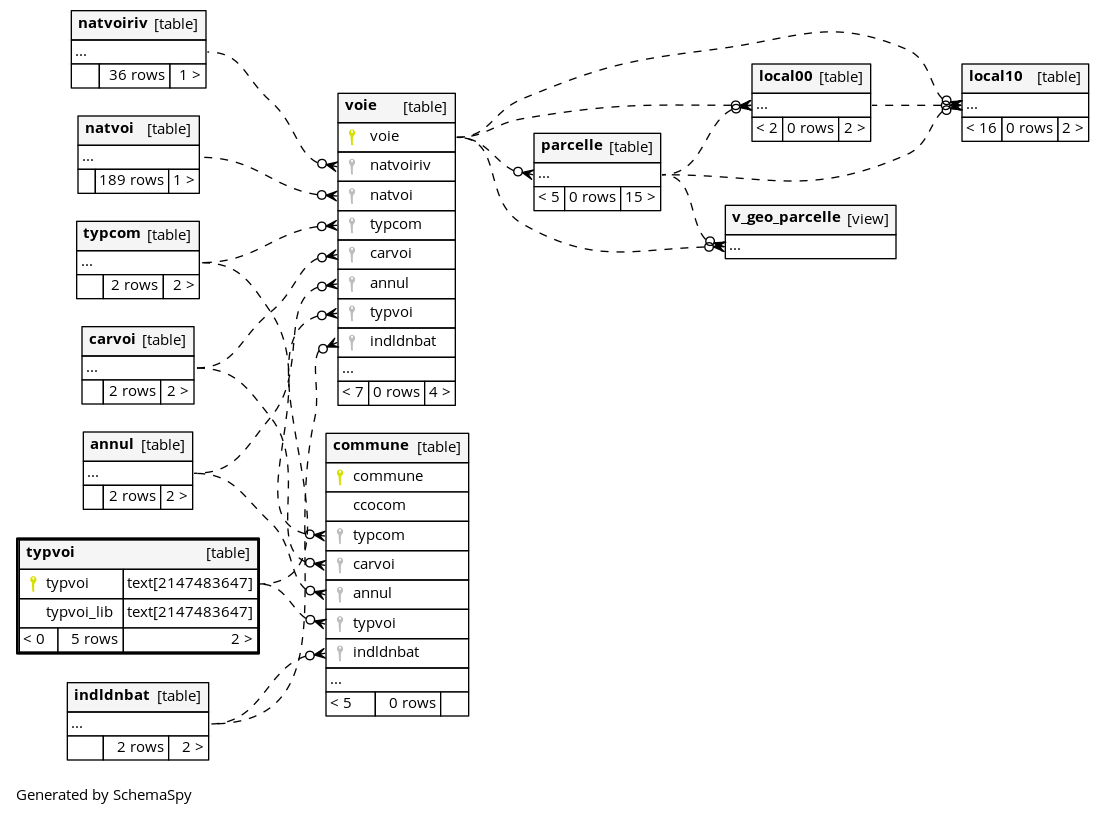 natvoiriv [table]
...
36 rows 1 >
natvoi [table]
...
189 rows 1 >
typcom [table]
...
2 rows 2 >
carvoi [table]
...
2 rows 2 >
annul [table]
...
2 rows 2 >
typvoi [table]
typvoi text[2147483647]
typvoi_lib text[2147483647]
< 0 5 rows 2 >
indldnbat [table]
...
2 rows 2 >
voie [table]
voie
natvoiriv
natvoi
typcom
carvoi
annul
typvoi
indldnbat
...
< 7 0 rows 4 >
commune [table]
commune
ccocom
typcom
carvoi
annul
typvoi
indldnbat
...
< 5 0 rows
parcelle [table]
...
< 5 0 rows 15 >
local00 [table]
...
< 2 0 rows 2 >
v_geo_parcelle [view]
...
local10 [table]
...
< 16 0 rows 2 >
Generated by SchemaSpy